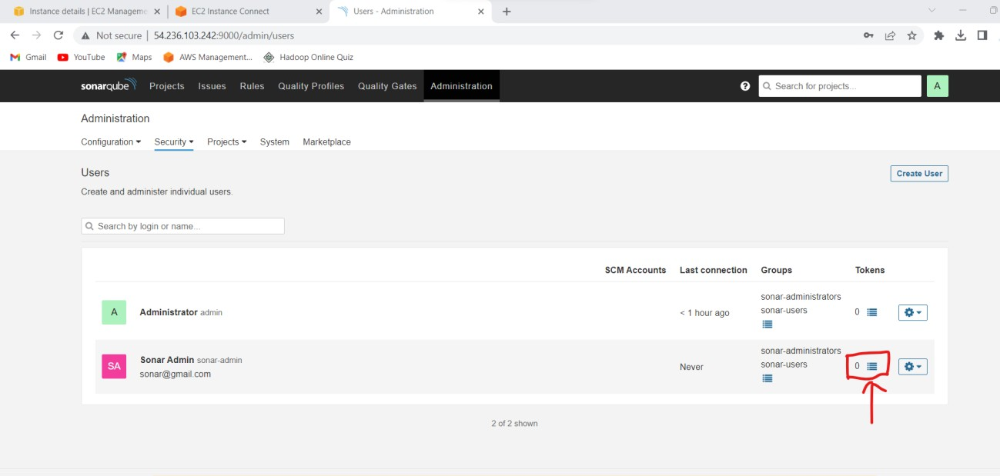 Instance details | EC2 Manageme
EC2 Instance Connect
Users - Administration
Not secure | 54.236.103.242:9000/admin/users
Gmail YouTube Maps AWS Management... Hadoop Online Quiz
sonarqube Projects Issues Rules Quality Profiles Quality Gates Administration ? Search for projects... A
Administration
Configuration Security Projects System Marketplace
Users
Create User
Create and administer individual users.
Search by login or name...
SCM Accounts Last connection Groups Tokens
A Administrator admin < 1 hour ago sonar-administrators 0
sonar-users
SA Sonar Admin sonar-admin Never sonar-administrators 0
sonar@gmail.com sonar-users
2 of 2 shown